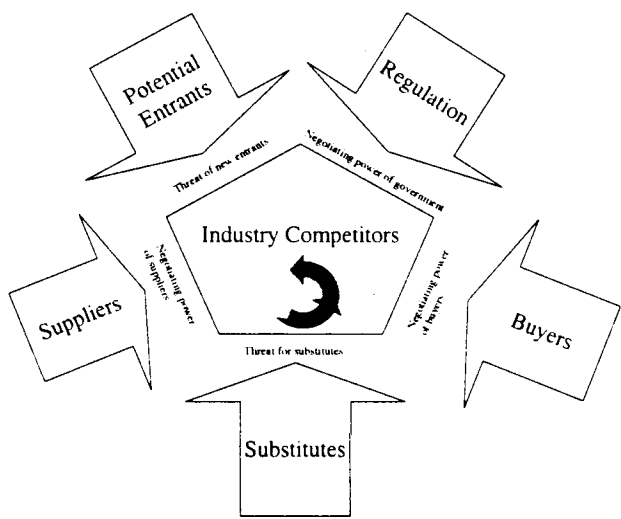 Potential
Entrants
Regulation
Threat of new entrants
Negotiating power of government
Industry Competitors
Suppliers
Negotiating power
of suppliers
Negotiating power
of buyers
Buyers
Threat for substitutes
Substitutes